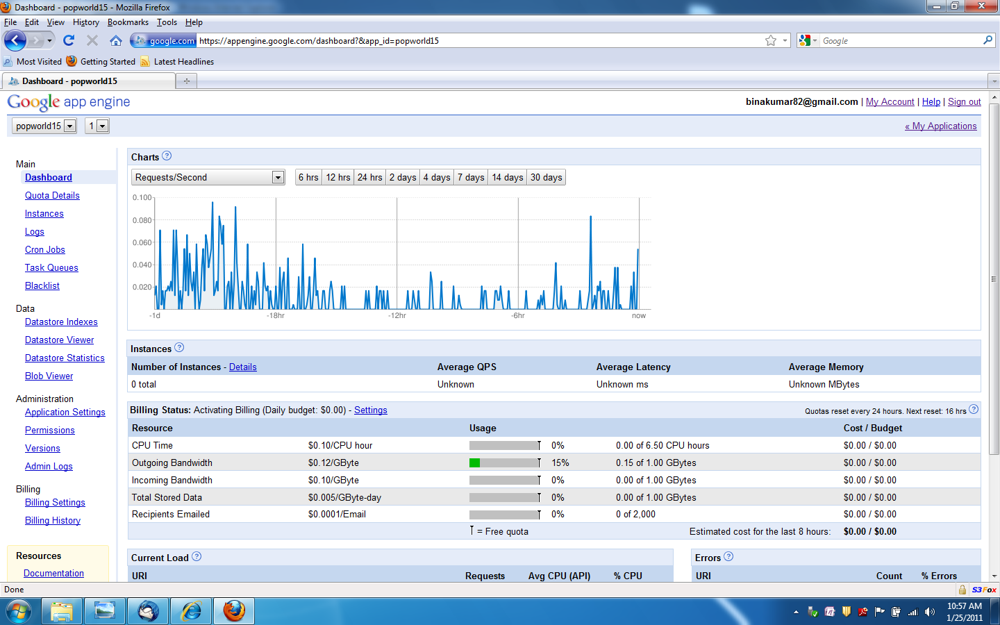 Dashboard - popworld15 - Mozilla Firefox
File Edit View History Bookmarks Tools Help
google.com https://appengine.google.com/dashboard?&app_id=popworld15 Google
Most Visited Getting Started Latest Headlines
Dashboard - popworld15
Google app engine
binakumar82@gmail.com | My Account | Help | Sign out
popworld15 1 « My Applications
Main
Dashboard
Quota Details
Instances
Logs
Cron Jobs
Task Queues
Blacklist
Data
Datastore Indexes
Datastore Viewer
Datastore Statistics
Blob Viewer
Administration
Application Settings
Permissions
Versions
Admin Logs
Billing
Billing Settings
Billing History
Resources
Documentation
Charts ?
Requests/Second 6 hrs 12 hrs 24 hrs 2 days 4 days 7 days 14 days 30 days
0.100
0.080
0.060
0.040
0.020
-1d -18hr -12hr -6hr now
Instances ?
Number of Instances - Details Average QPS Average Latency Average Memory
0 total Unknown Unknown ms Unknown MBytes
Billing Status: Activating Billing (Daily budget: $0.00) - Settings Quotas reset every 24 hours. Next reset: 16 hrs ?
Resource Usage Cost / Budget
CPU Time $0.10/CPU hour 0% 0.00 of 6.50 CPU hours $0.00 / $0.00
Outgoing Bandwidth $0.12/GByte 15% 0.15 of 1.00 GBytes $0.00 / $0.00
Incoming Bandwidth $0.10/GByte 0% 0.00 of 1.00 GBytes $0.00 / $0.00
Total Stored Data $0.005/GByte-day 0% 0.00 of 1.00 GBytes $0.00 / $0.00
Recipients Emailed $0.0001/Email 0% 0 of 2,000 $0.00 / $0.00
= Free quota Estimated cost for the last 8 hours: $0.00 / $0.00
Current Load ?
URI Requests Avg CPU (API) % CPU
Errors ?
URI Count % Errors
Done S3Fox
10:57 AM
1/25/2011